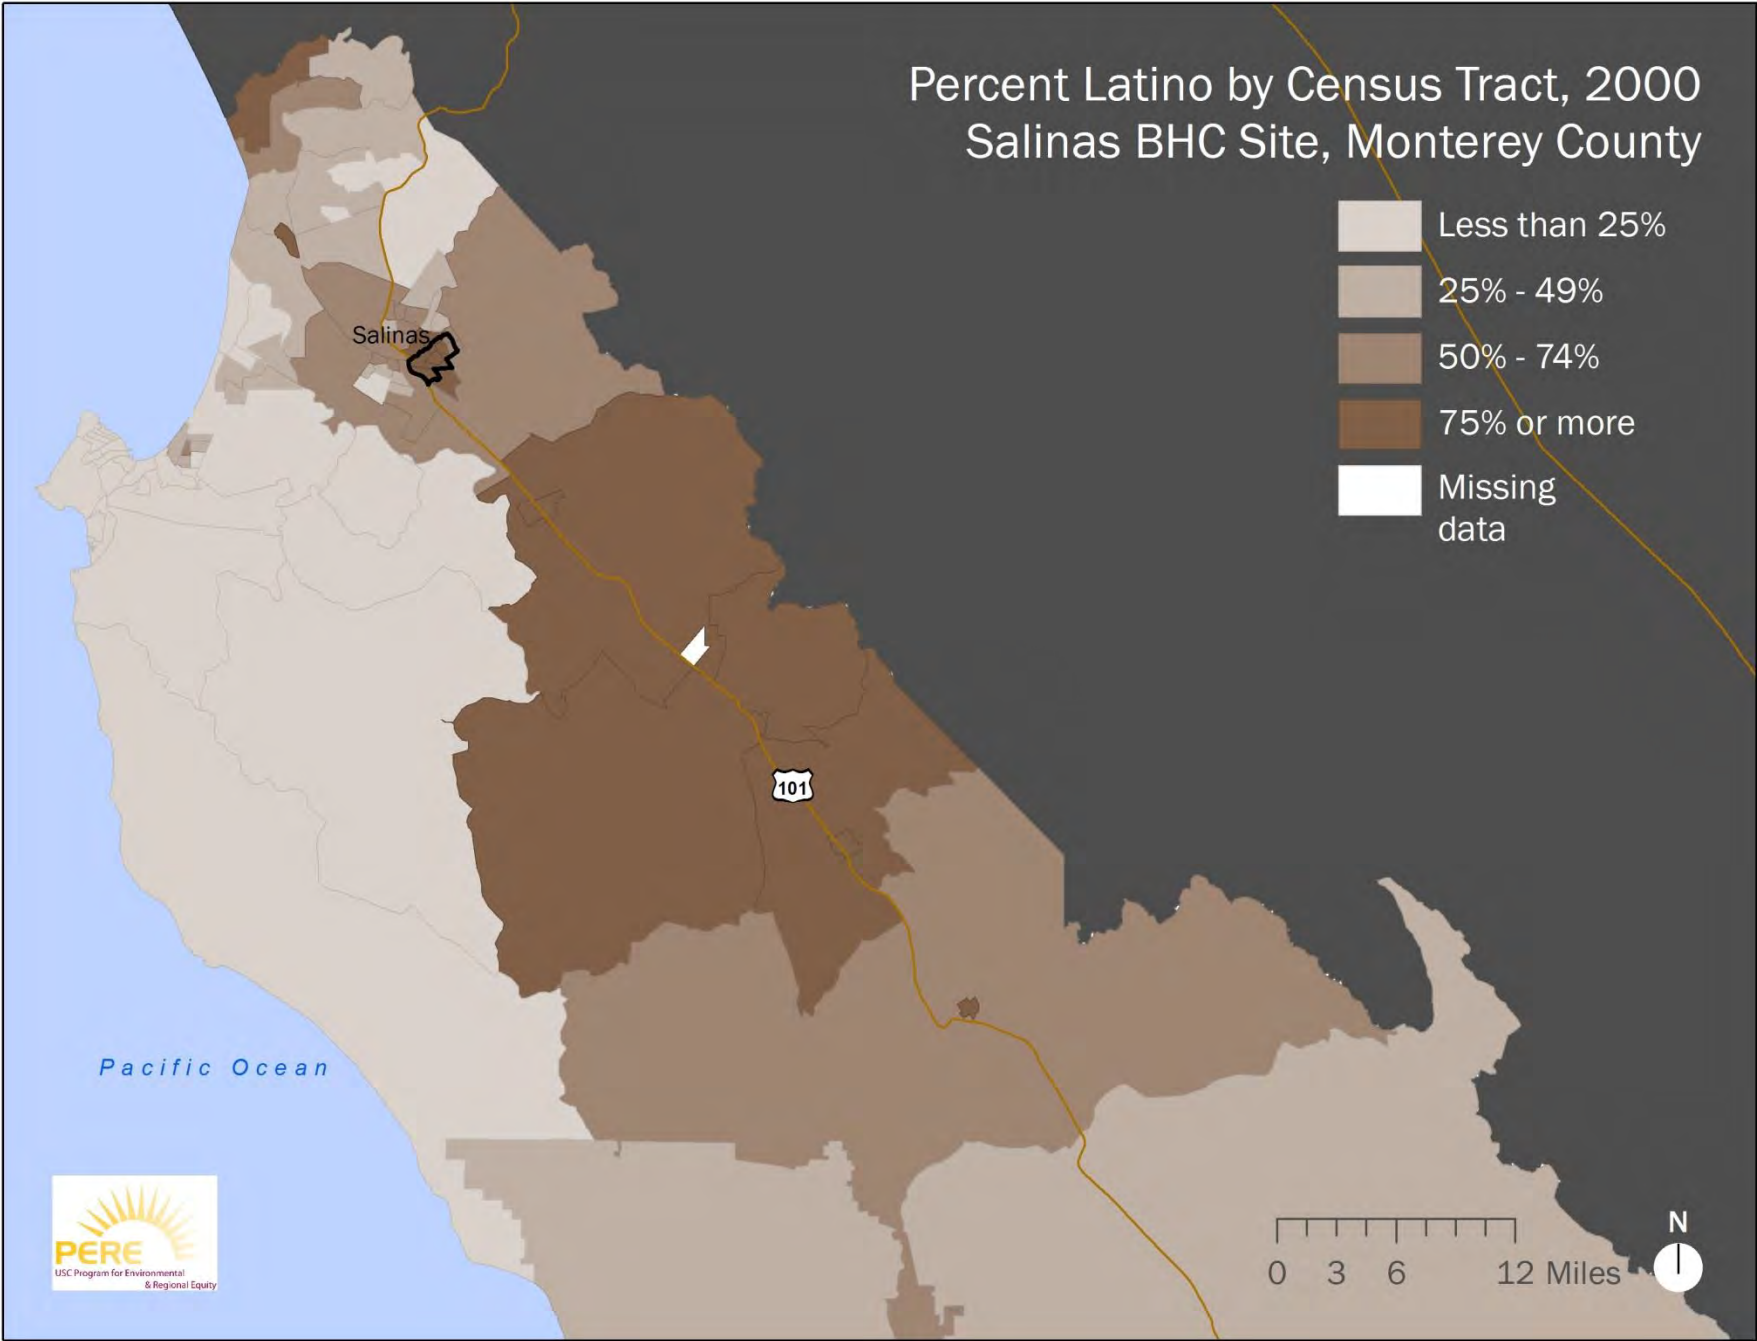 Percent Latino by Census Tract, 2000
Salinas BHC Site, Monterey County
Less than 25%
25% - 49%
50% - 74%
75% or more
Missing
data
Salinas
101
Pacific Ocean
PERE
USC Program for Environmental
& Regional Equity
N
0 3 6 12 Miles